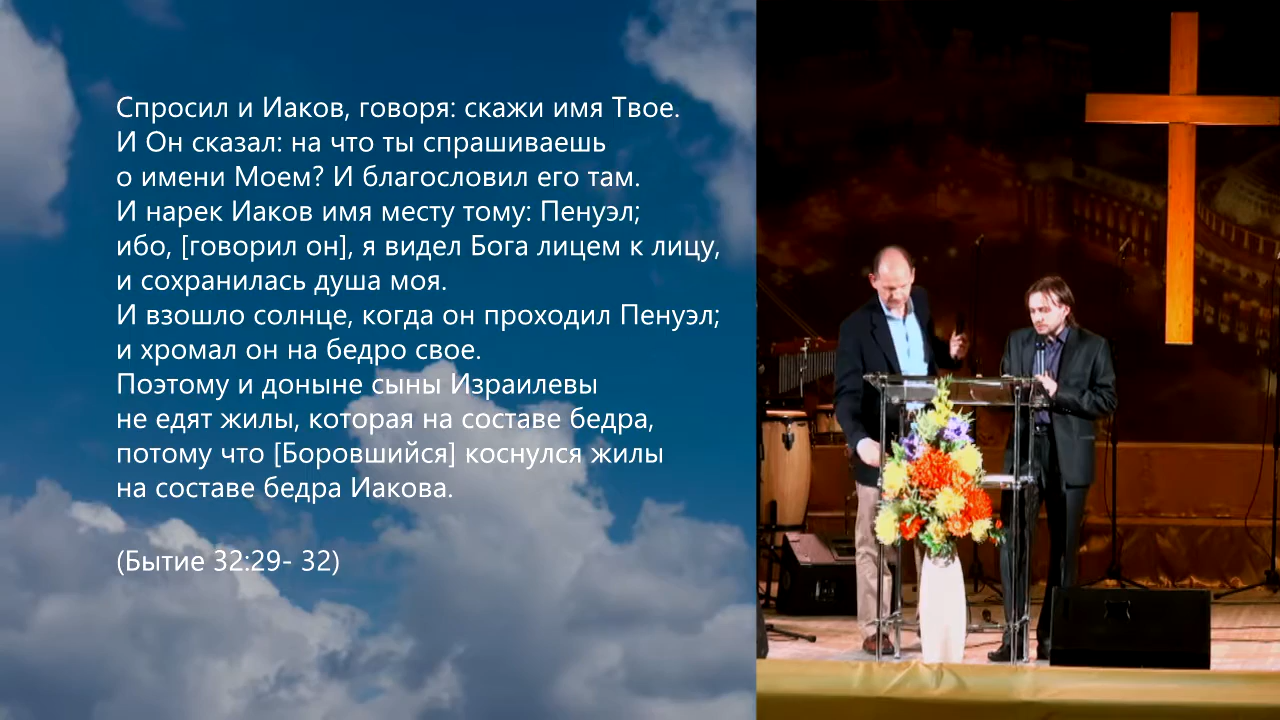 Спросил и Иаков, говоря: скажи имя Твое.
И Он сказал: на что ты спрашиваешь
о имени Моем? И благословил его там.
И нарек Иаков имя месту тому: Пенуэл;
ибо, [говорил он], я видел Бога лицем к лицу,
и сохранилась душа моя.
И взошло солнце, когда он проходил Пенуэл;
и хромал он на бедро свое.
Поэтому и доныне сыны Израилевы
не едят жилы, которая на составе бедра,
потому что [Боровшийся] коснулся жилы
на составе бедра Иакова.
(Бытие 32:29- 32)